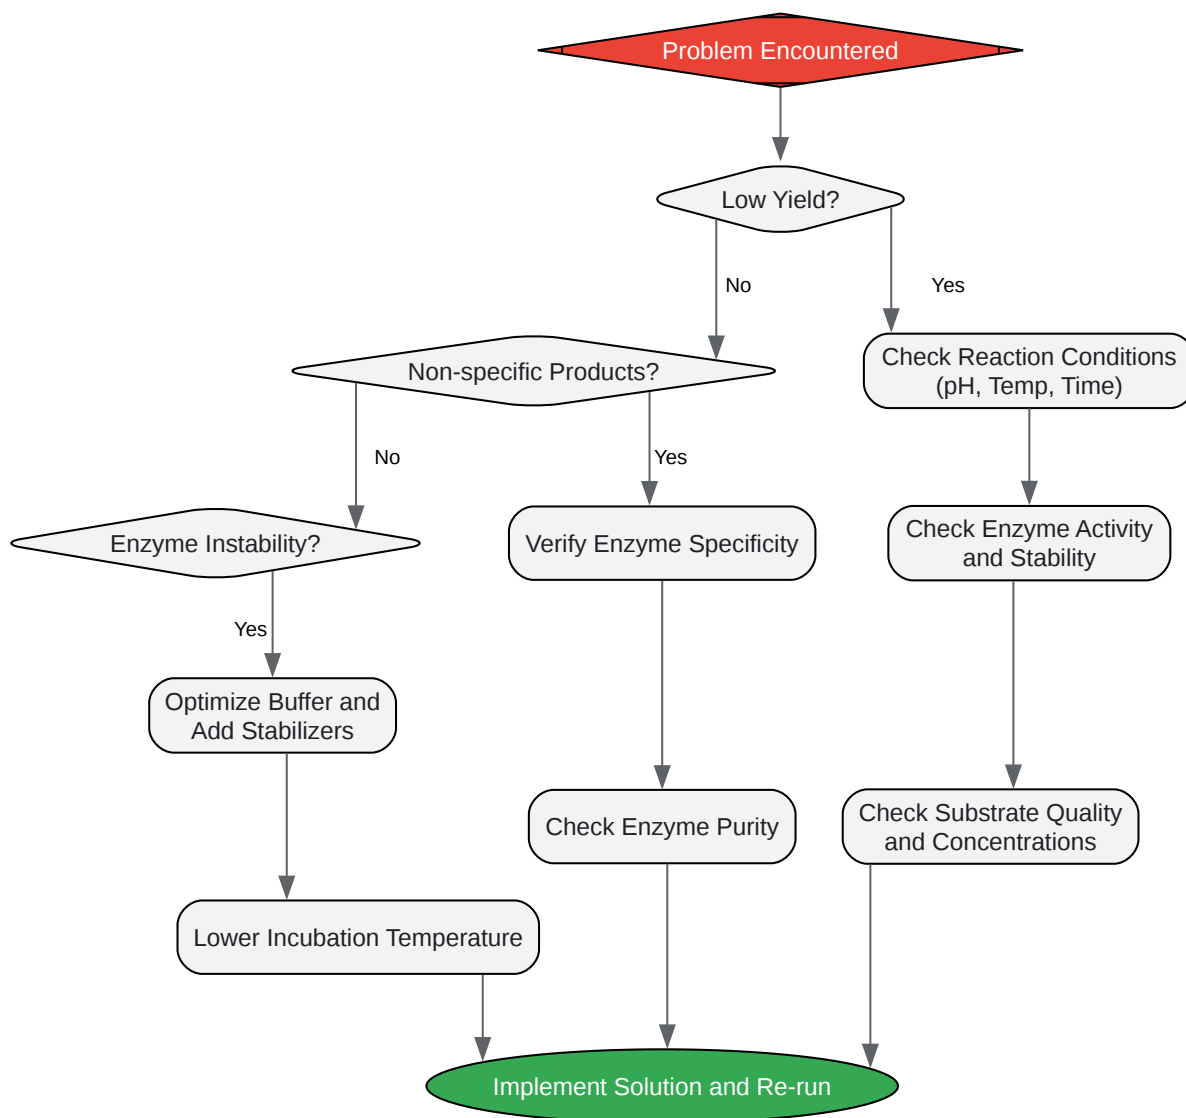 Problem Encountered
Low Yield?
No
Yes
Non-specific Products?
Check Reaction Conditions
(pH, Temp, Time)
No
Yes
Enzyme Instability?
Verify Enzyme Specificity
Check Enzyme Activity
and Stability
Yes
Optimize Buffer and
Add Stabilizers
Check Enzyme Purity
Check Substrate Quality
and Concentrations
Lower Incubation Temperature
Implement Solution and Re-run